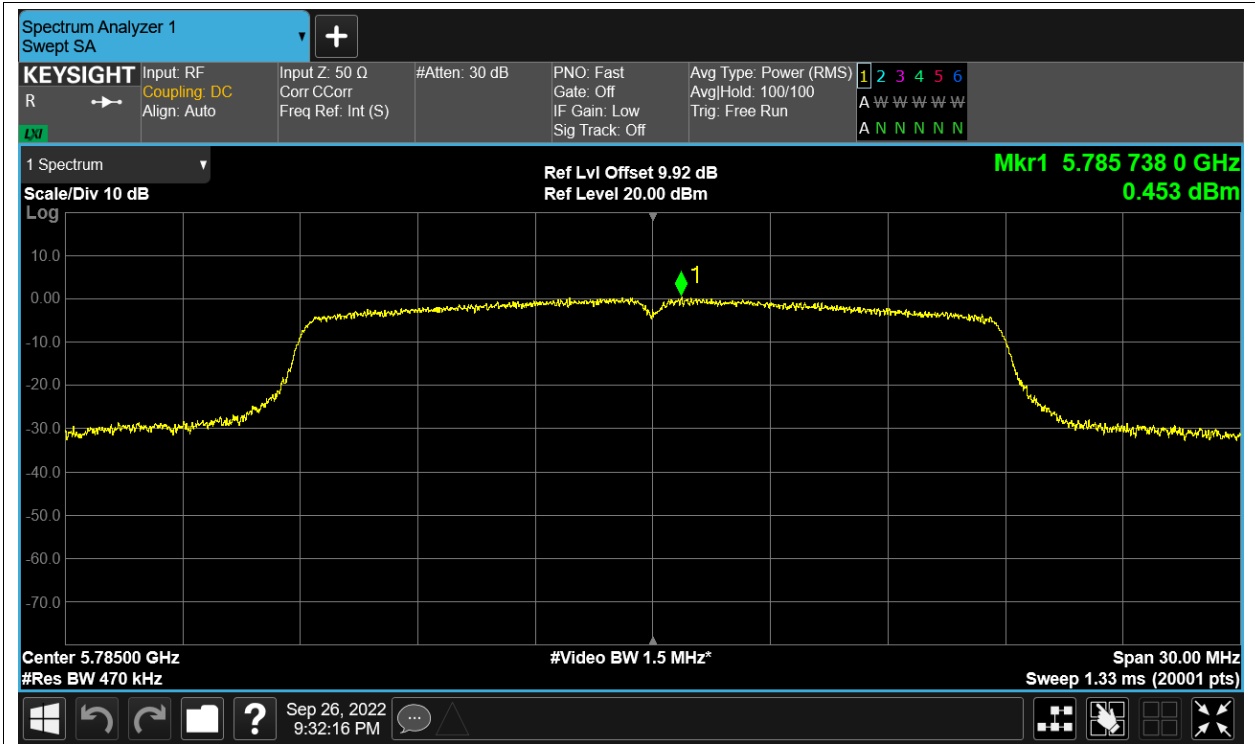 Spectrum Analyzer 1
Swept SA
KEYSIGHT
R
LXI
Input: RF
Coupling: DC
Align: Auto
Input Z: 50 Ω
Corr CCorr
Freq Ref: Int (S)
#Atten: 30 dB
PNO: Fast
Gate: Off
IF Gain: Low
Sig Track: Off
Avg Type: Power (RMS)
Avg|Hold: 100/100
Trig: Free Run
1 2 3 4 5 6
A W W W W W
A N N N N N
1 Spectrum
Scale/Div 10 dB
Log
Ref Lvl Offset 9.92 dB
Ref Level 20.00 dBm
Mkr1 5.785 738 0 GHz
0.453 dBm
10.0
0.00
-10.0
-20.0
-30.0
-40.0
-50.0
-60.0
-70.0
1
Center 5.78500 GHz
#Res BW 470 kHz
#Video BW 1.5 MHz*
Span 30.00 MHz
Sweep 1.33 ms (20001 pts)
?
Sep 26, 2022
9:32:16 PM